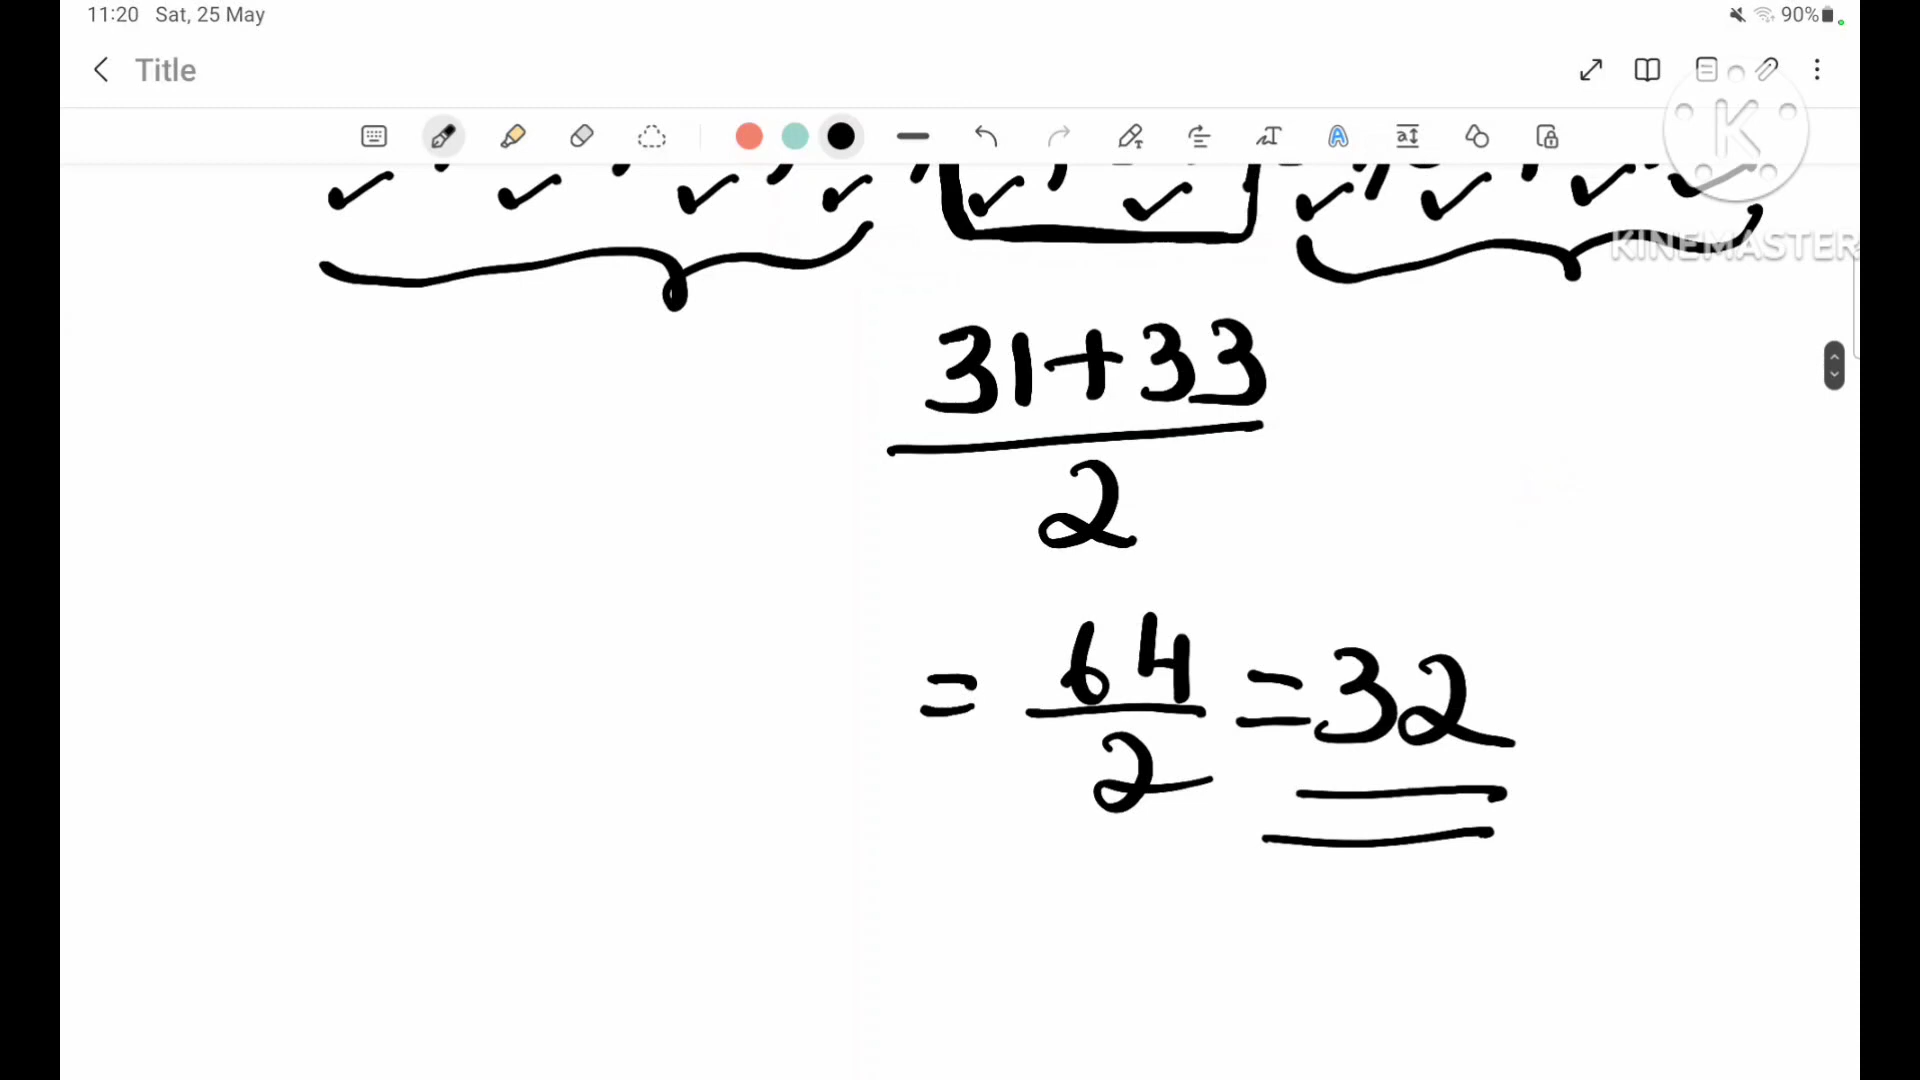 11:20 Sat, 25 May 90%
Title
K
KINEMASTER
31+33
2
= 64 = 32
2